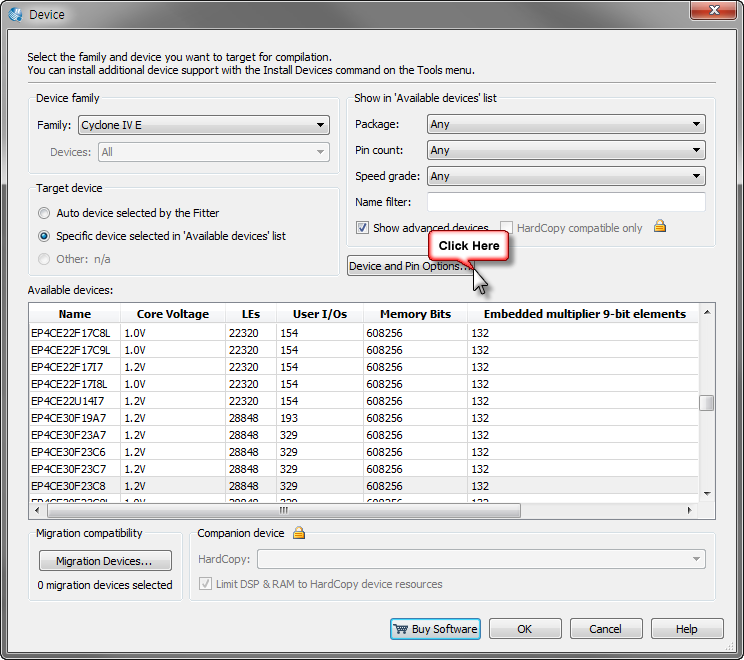 Device
Select the family and device you want to target for compilation.
You can install additional device support with the Install Devices command on the Tools menu.
Device family
Family: Cyclone IV E
Devices: All
Target device
Auto device selected by the Fitter
Specific device selected in 'Available devices' list
Other: n/a
Show in 'Available devices' list
Package: Any
Pin count: Any
Speed grade: Any
Name filter:
Show advanced devices HardCopy compatible only
Click Here
Device and Pin Options...
Available devices:
Name Core Voltage LEs User I/Os Memory Bits Embedded multiplier 9-bit elements
EP4CE22F17C8L 1.0V 22320 154 608256 132
EP4CE22F17C9L 1.0V 22320 154 608256 132
EP4CE22F17I7 1.2V 22320 154 608256 132
EP4CE22F17I8L 1.0V 22320 154 608256 132
EP4CE22U14I7 1.2V 22320 154 608256 132
EP4CE30F19A7 1.2V 28848 193 608256 132
EP4CE30F23A7 1.2V 28848 329 608256 132
EP4CE30F23C6 1.2V 28848 329 608256 132
EP4CE30F23C7 1.2V 28848 329 608256 132
EP4CE30F23C8 1.2V 28848 329 608256 132
Migration compatibility
Migration Devices...
0 migration devices selected
Companion device
HardCopy:
Limit DSP & RAM to HardCopy device resources
Buy Software OK Cancel Help